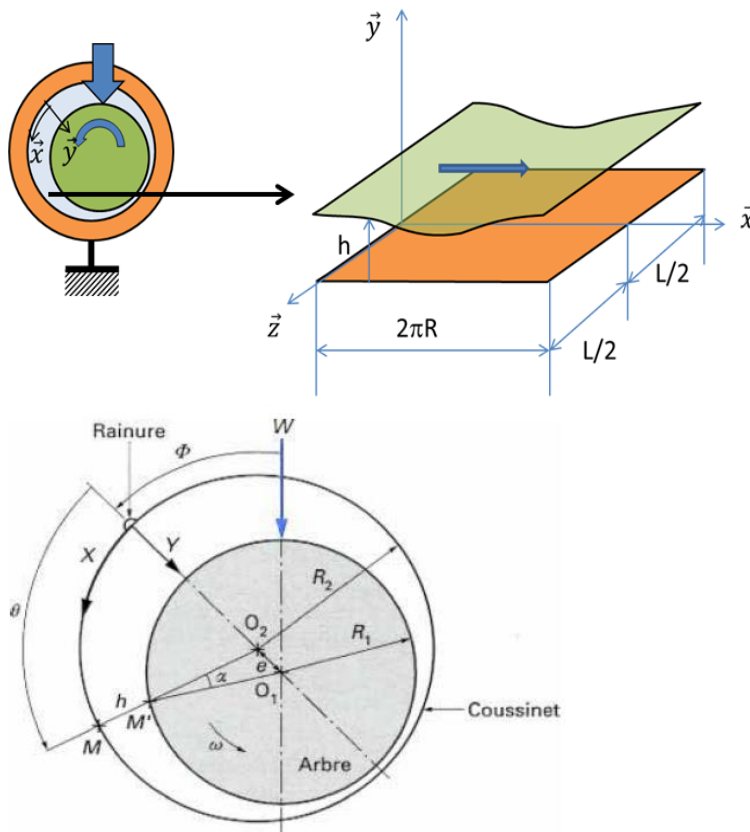 y⃗
x⃗
y⃗
x⃗
h
L/2
z⃗
2πR
L/2
W
Rainure
Φ
X
Y
θ
R₂
O₂
R₁
e
α
O₁
h
M'
M
ω
Coussinet
Arbre